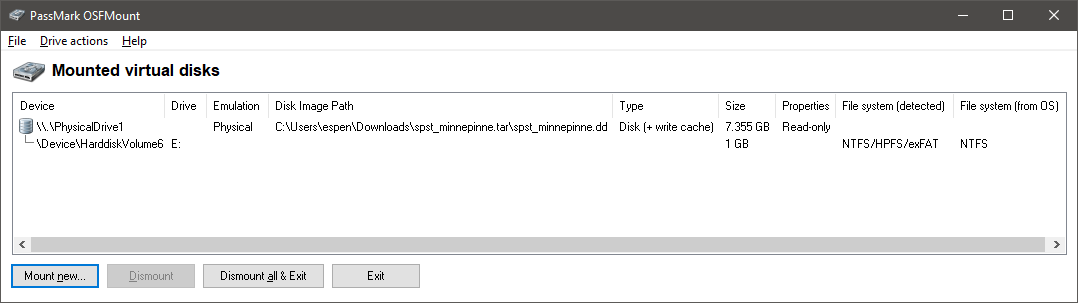 PassMark OSFMount
File Drive actions Help
Mounted virtual disks
Device Drive Emulation Disk Image Path Type Size Properties File system (detected) File system (from OS)
\\.\PhysicalDrive1 Physical C:\Users\espen\Downloads\spst_minnepinne.tar\spst_minnepinne.dd Disk (+ write cache) 7.355 GB Read-only
\Device\HarddiskVolume6 E: 1 GB NTFS/HPFS/exFAT NTFS
Mount new... Dismount Dismount all & Exit Exit